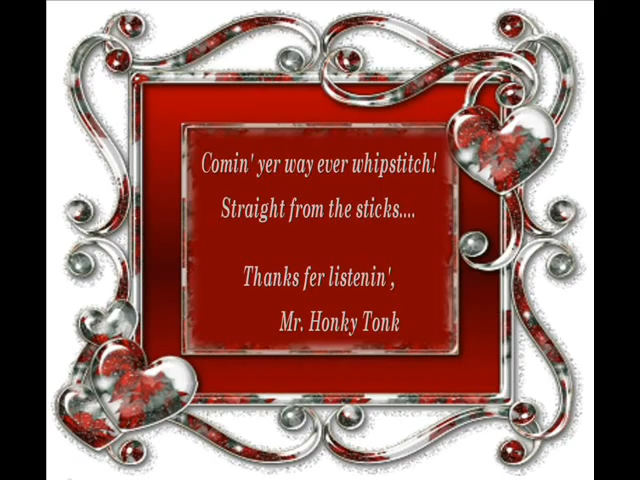 Comin' yer way ever whipstitch!
Straight from the sticks....
Thanks fer listenin',
Mr. Honky Tonk